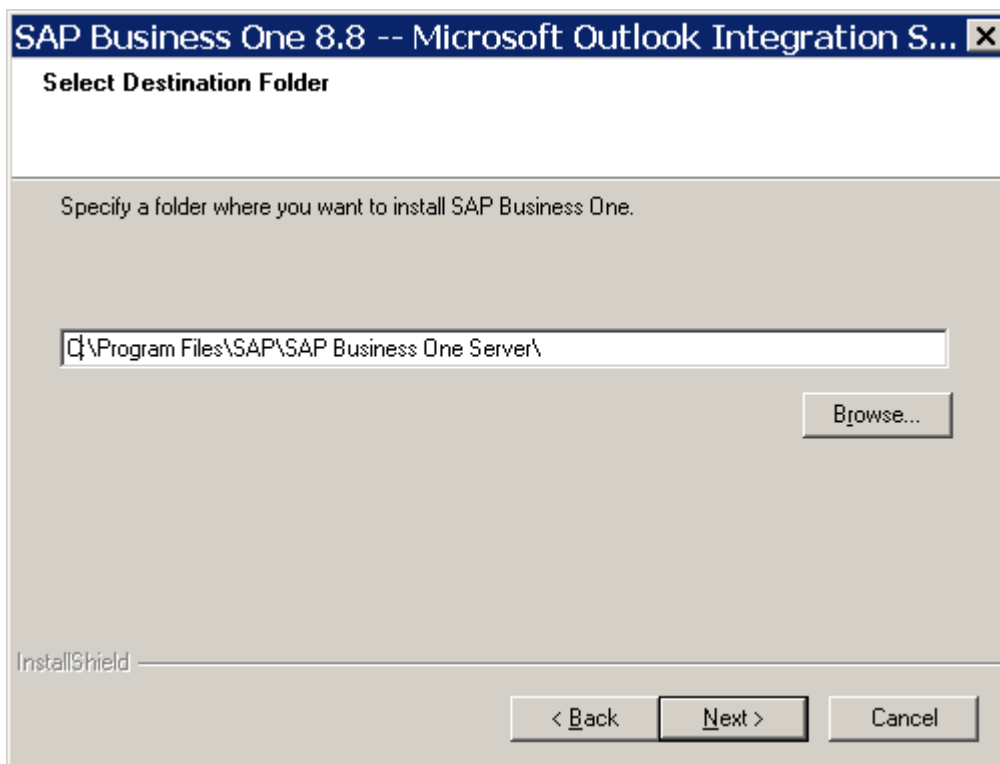 SAP Business One 8.8 -- Microsoft Outlook Integration S...
Select Destination Folder
Specify a folder where you want to install SAP Business One.
C:\Program Files\SAP\SAP Business One Server\
Browse...
InstallShield
< Back Next > Cancel